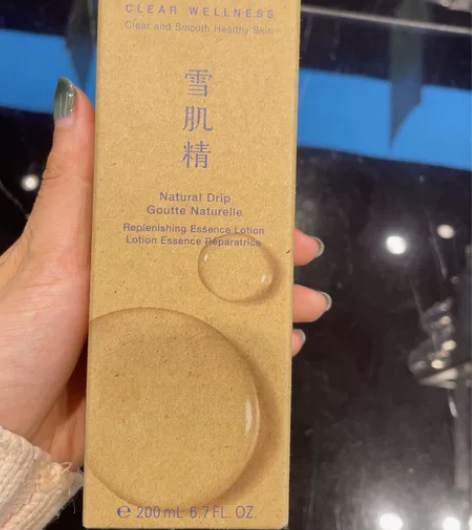 CLEAR WELLNESS
Clear and Smooth Healthy Skin
雪
肌
精
Natural Drip
Goutte Naturelle
Replenishing Essence Lotion
Lotion Essence Réparatrice
℮ 200 mL 6.7 FL. OZ.